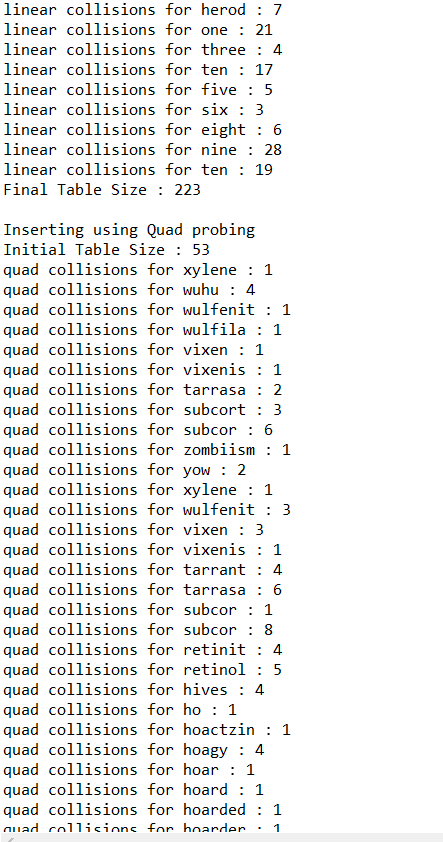 linear collisions for herod : 7
linear collisions for one : 21
linear collisions for three : 4
linear collisions for ten : 17
linear collisions for five : 5
linear collisions for six : 3
linear collisions for eight : 6
linear collisions for nine : 28
linear collisions for ten : 19
Final Table Size : 223
Inserting using Quad probing
Initial Table Size : 53
quad collisions for xylene : 1
quad collisions for wuhu : 4
quad collisions for wulfenit : 1
quad collisions for wulfila : 1
quad collisions for vixen : 1
quad collisions for vixenis : 1
quad collisions for tarrasa : 2
quad collisions for subcort : 3
quad collisions for subcor : 6
quad collisions for zombiism : 1
quad collisions for yow : 2
quad collisions for xylene : 1
quad collisions for wulfenit : 3
quad collisions for vixen : 3
quad collisions for vixenis : 1
quad collisions for tarrant : 4
quad collisions for tarrasa : 6
quad collisions for subcor : 1
quad collisions for subcor : 8
quad collisions for retinit : 4
quad collisions for retinol : 5
quad collisions for hives : 4
quad collisions for ho : 1
quad collisions for hoactzin : 1
quad collisions for hoagy : 4
quad collisions for hoar : 1
quad collisions for hoard : 1
quad collisions for hoarded : 1
quad collisions for hoarder : 1